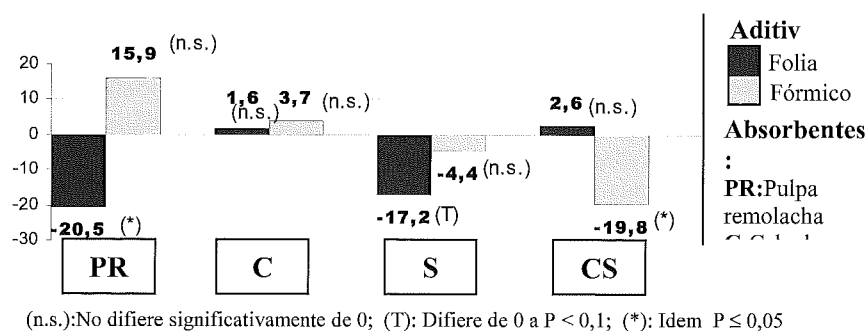 20
10
0
-10
-20
-30
15,9 (n.s.)
-20,5 (*)
1,6
(n.s.)
3,7
(n.s.)
-17,2 (T)
-4,4 (n.s.)
2,6 (n.s.)
-19,8 (*)
PR
C
S
CS
Aditiv
Folia
Fórmico
Absorbentes
:
PR:Pulpa
remolacha
(n.s.):No difiere significativamente de 0; (T): Difiere de 0 a P < 0,1; (*): Idem P ≤ 0,05